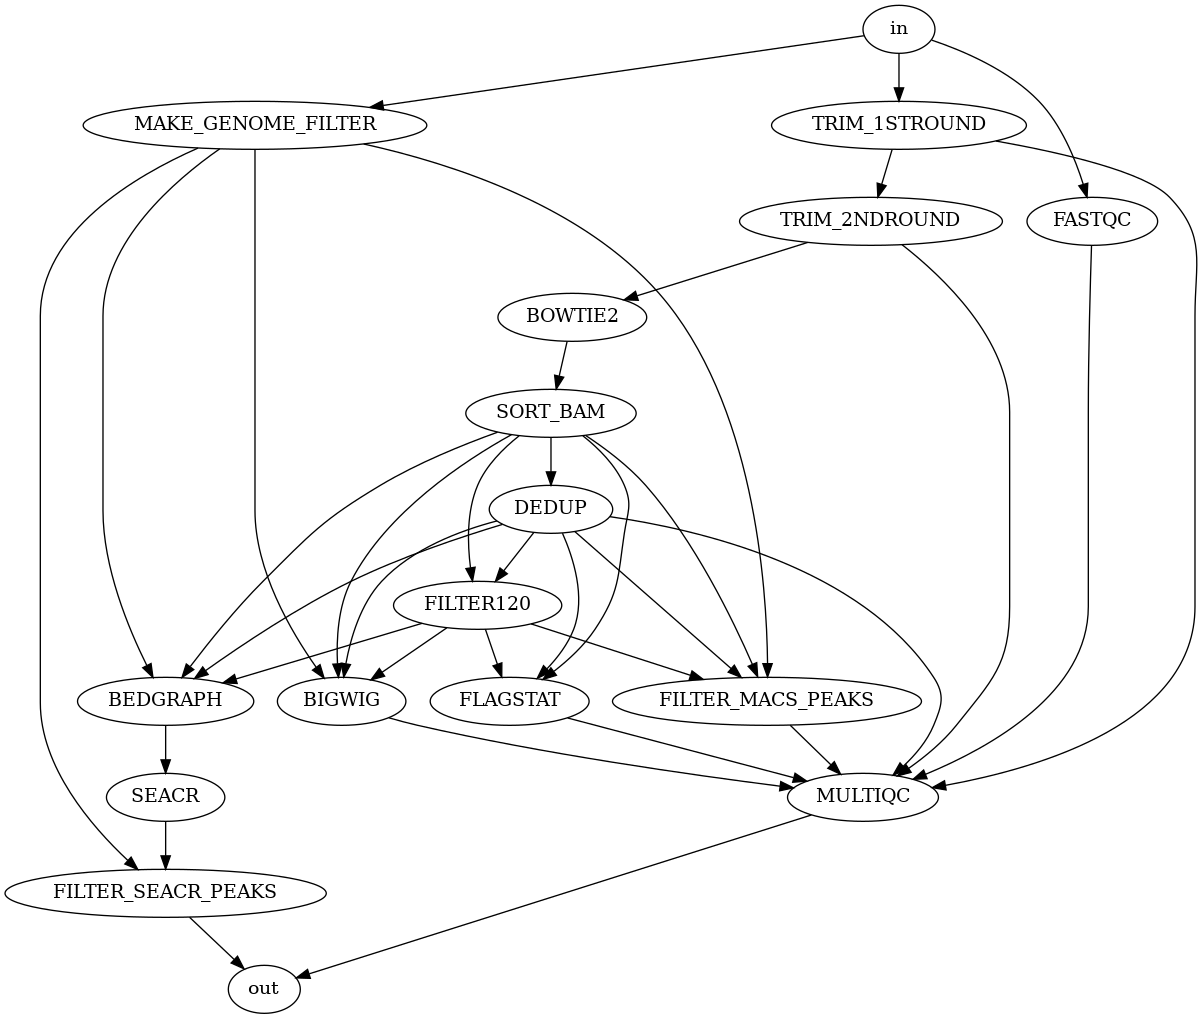 in
MAKE_GENOME_FILTER
TRIM_1STROUND
TRIM_2NDROUND
FASTQC
BOWTIE2
SORT_BAM
DEDUP
FILTER120
BEDGRAPH
BIGWIG
FLAGSTAT
FILTER_MACS_PEAKS
SEACR
MULTIQC
FILTER_SEACR_PEAKS
out